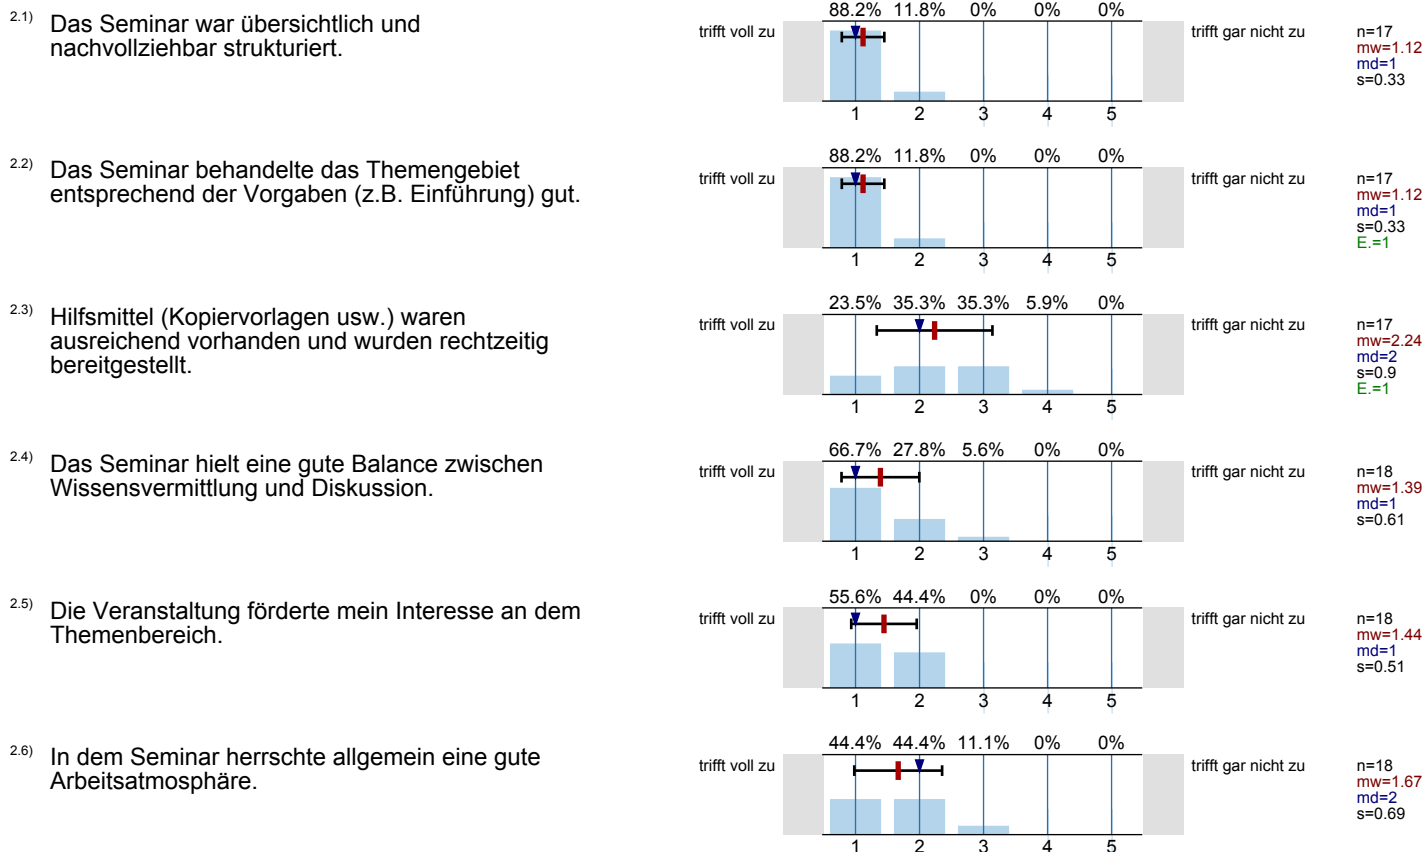 2.1) Das Seminar war übersichtlich und
nachvollziehbar strukturiert.
88.2% 11.8% 0% 0% 0%
trifft voll zu
trifft gar nicht zu
n=17
mw=1.12
md=1
s=0.33
1 2 3 4 5
2.2) Das Seminar behandelte das Themengebiet
entsprechend der Vorgaben (z.B. Einführung) gut.
88.2% 11.8% 0% 0% 0%
trifft voll zu
trifft gar nicht zu
n=17
mw=1.12
md=1
s=0.33
E.=1
1 2 3 4 5
2.3) Hilfsmittel (Kopiervorlagen usw.) waren
ausreichend vorhanden und wurden rechtzeitig
bereitgestellt.
23.5% 35.3% 35.3% 5.9% 0%
trifft voll zu
trifft gar nicht zu
n=17
mw=2.24
md=2
s=0.9
E.=1
1 2 3 4 5
2.4) Das Seminar hielt eine gute Balance zwischen
Wissensvermittlung und Diskussion.
66.7% 27.8% 5.6% 0% 0%
trifft voll zu
trifft gar nicht zu
n=18
mw=1.39
md=1
s=0.61
1 2 3 4 5
2.5) Die Veranstaltung förderte mein Interesse an dem
Themenbereich.
55.6% 44.4% 0% 0% 0%
trifft voll zu
trifft gar nicht zu
n=18
mw=1.44
md=1
s=0.51
1 2 3 4 5
2.6) In dem Seminar herrschte allgemein eine gute
Arbeitsatmosphäre.
44.4% 44.4% 11.1% 0% 0%
trifft voll zu
trifft gar nicht zu
n=18
mw=1.67
md=2
s=0.69
1 2 3 4 5